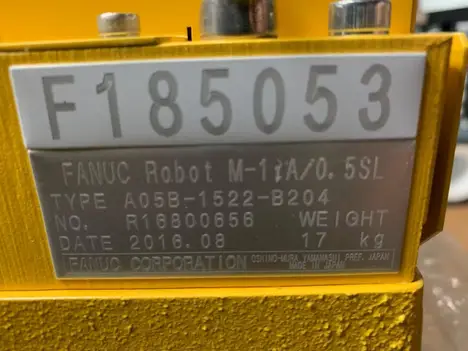 F185053
FANUC Robot M-1iA/0.5SL
TYPE A05B-1522-B204
NO. R16800656 WEIGHT
DATE 2016.08 17 kg
FANUC CORPORATION OSHINO-MURA, YAMANASHI PREF. JAPAN
MADE IN JAPAN